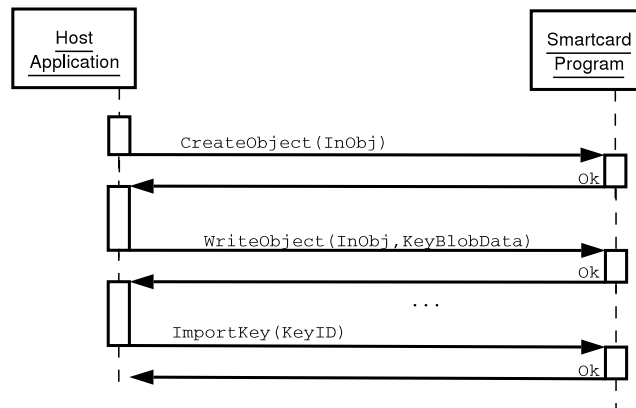 Host
Application
Smartcard
Program
CreateObject(InObj)
Ok
WriteObject(InObj,KeyBlobData)
Ok
...
ImportKey(KeyID)
Ok